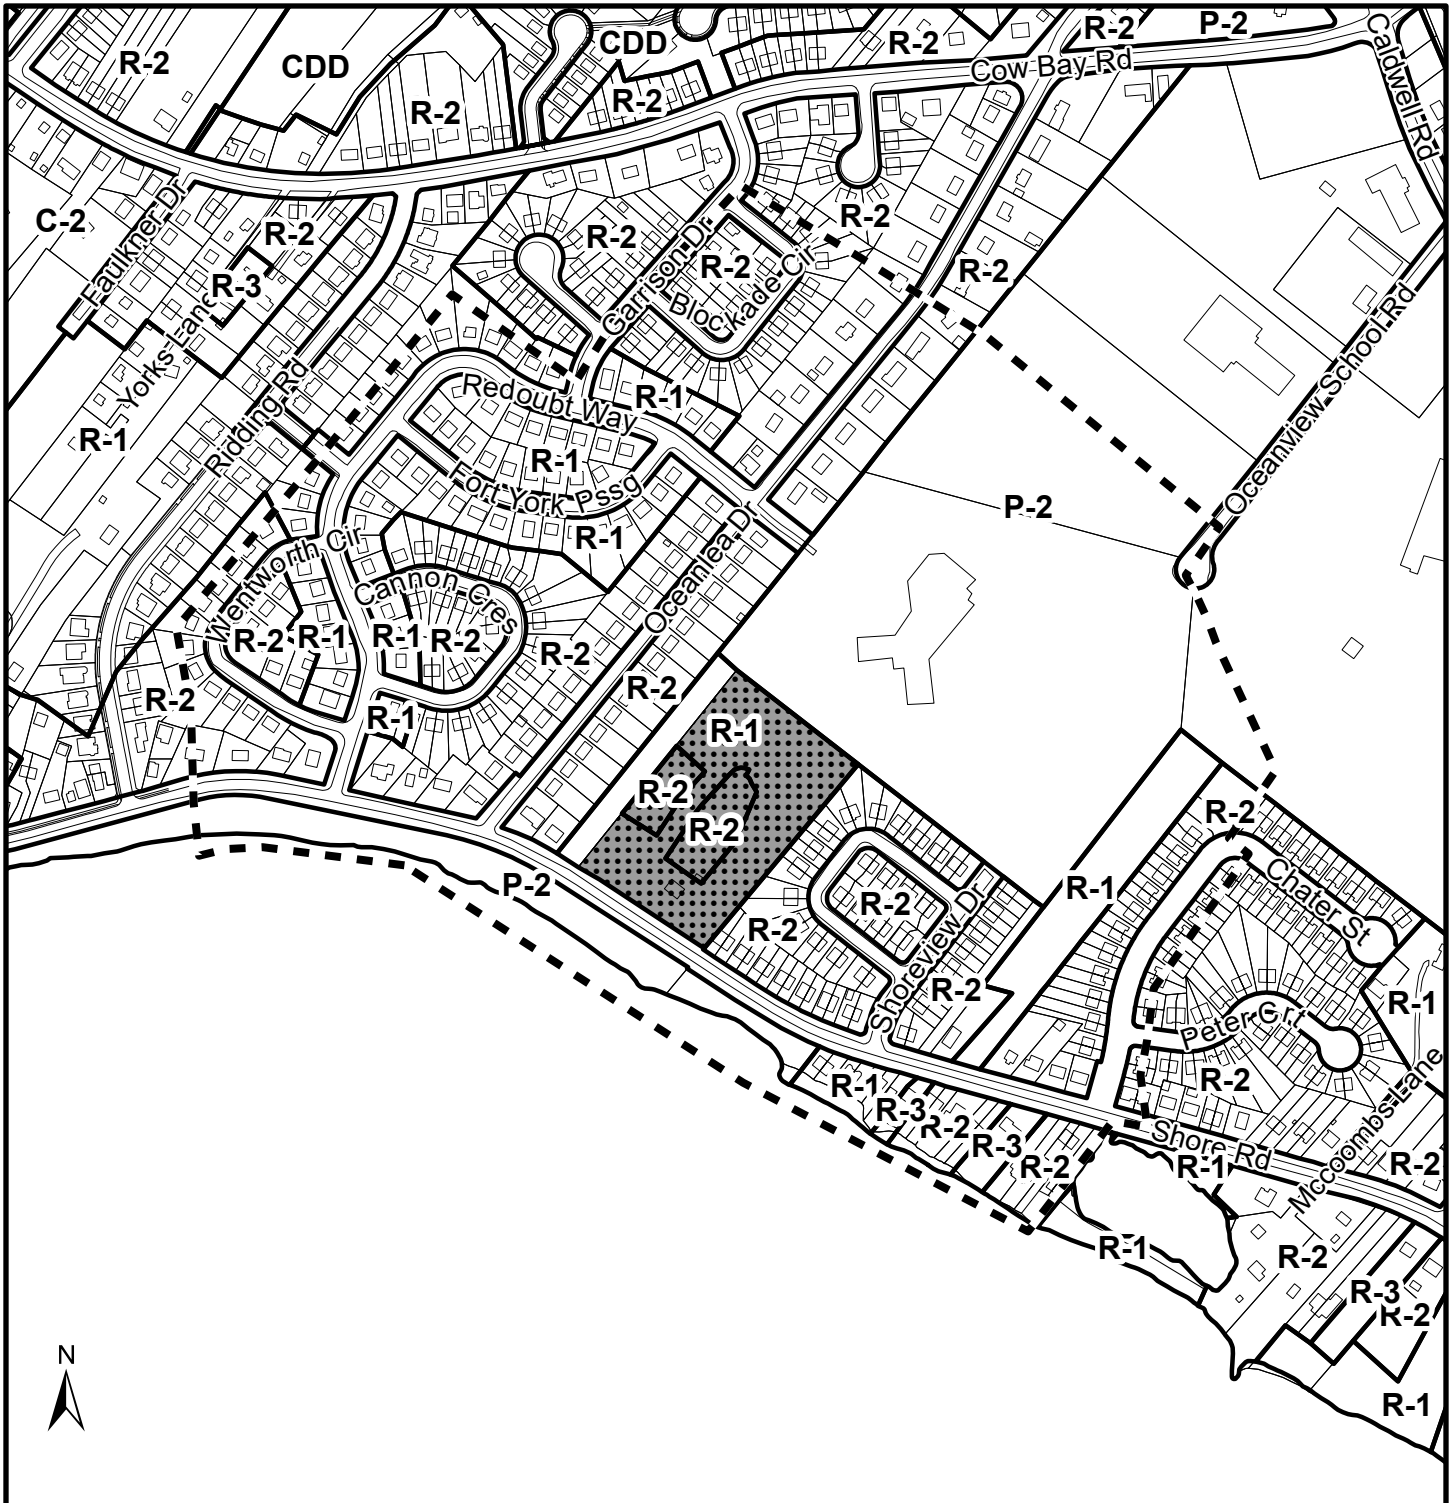 R-2
CDD
CDD
R-2
R-2
P-2
Caldwell Rd
R-2
R-2
R-2
Cow Bay Rd
C-2
Faulkner Dr
R-2
R-3
Yorks Lane
R-2
Garrison Dr
R-2
Blockade Cir
R-2
R-2
Oceanview School Rd
R-1
Ridding Rd
Redoubt Way
R-1
R-1
Fort York Pssg
R-1
P-2
Wentworth Cir
Cannon Cres
Oceanlea Dr
R-2
R-1
R-1
R-2
R-2
R-2
R-2
R-1
R-1
R-2
R-2
R-2
P-2
R-2
R-2
Shoreview Dr
R-2
R-1
Chater St
R-2
R-1
Peter Crt
R-2
R-1
R-3
R-2
R-3
R-2
Shore Rd
R-1
Mccoombs Lane
R-2
R-1
R-2
R-3
R-2
R-1
N